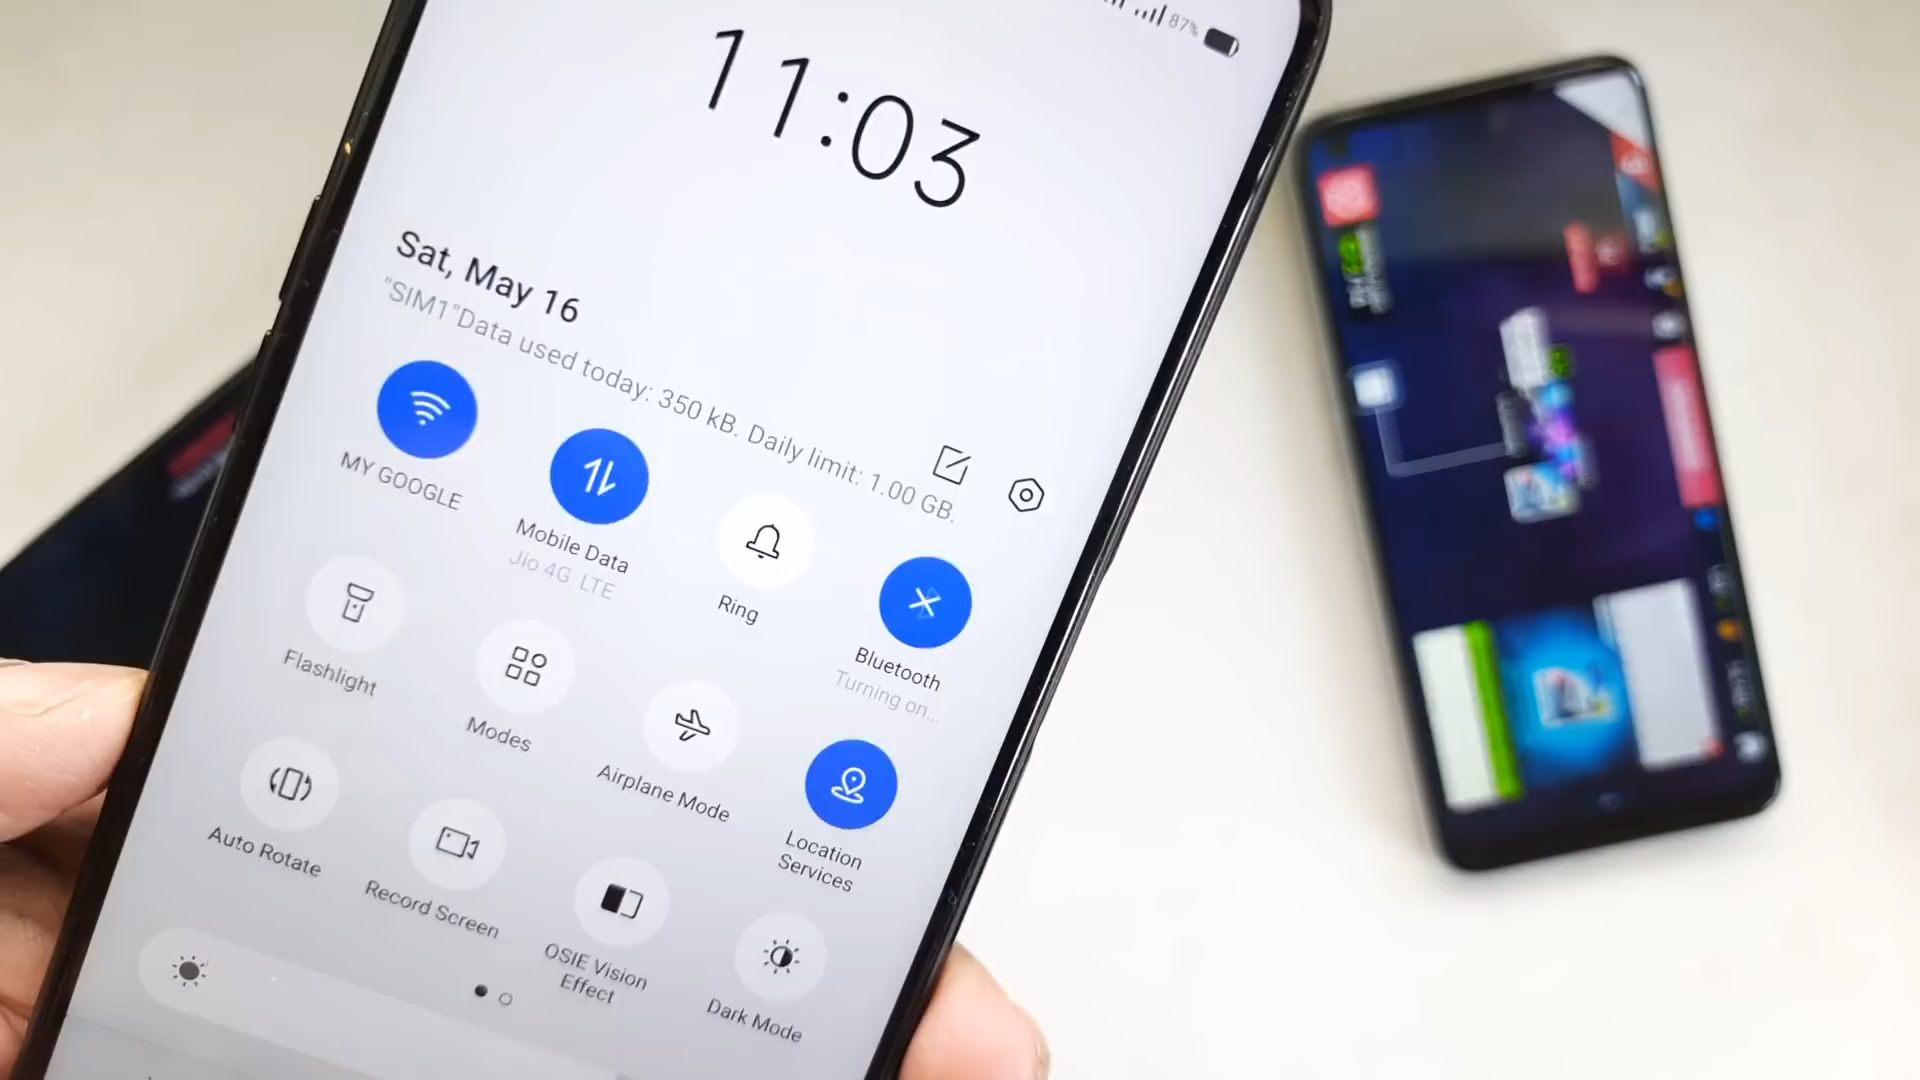 87%
11:03
Sat, May 16
"SIM1"Data used today: 350 kB. Daily limit: 1.00 GB.
MY GOOGLE
Mobile Data
Jio 4G LTE
Ring
Bluetooth
Turning on...
Flashlight
Modes
Airplane Mode
Location
Services
Auto Rotate
Record Screen
OSIE Vision
Effect
Dark Mode